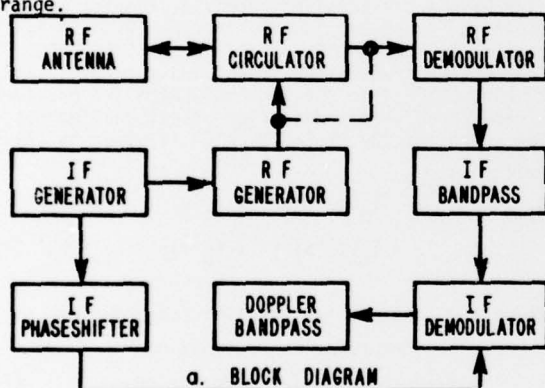 range.
R F
ANTENNA
R F
CIRCULATOR
R F
DEMODULATOR
I F
GENERATOR
R F
GENERATOR
I F
BANDPASS
I F
PHASESHIFTER
DOPPLER
BANDPASS
I F
DEMODULATOR
a. BLOCK DIAGRAM